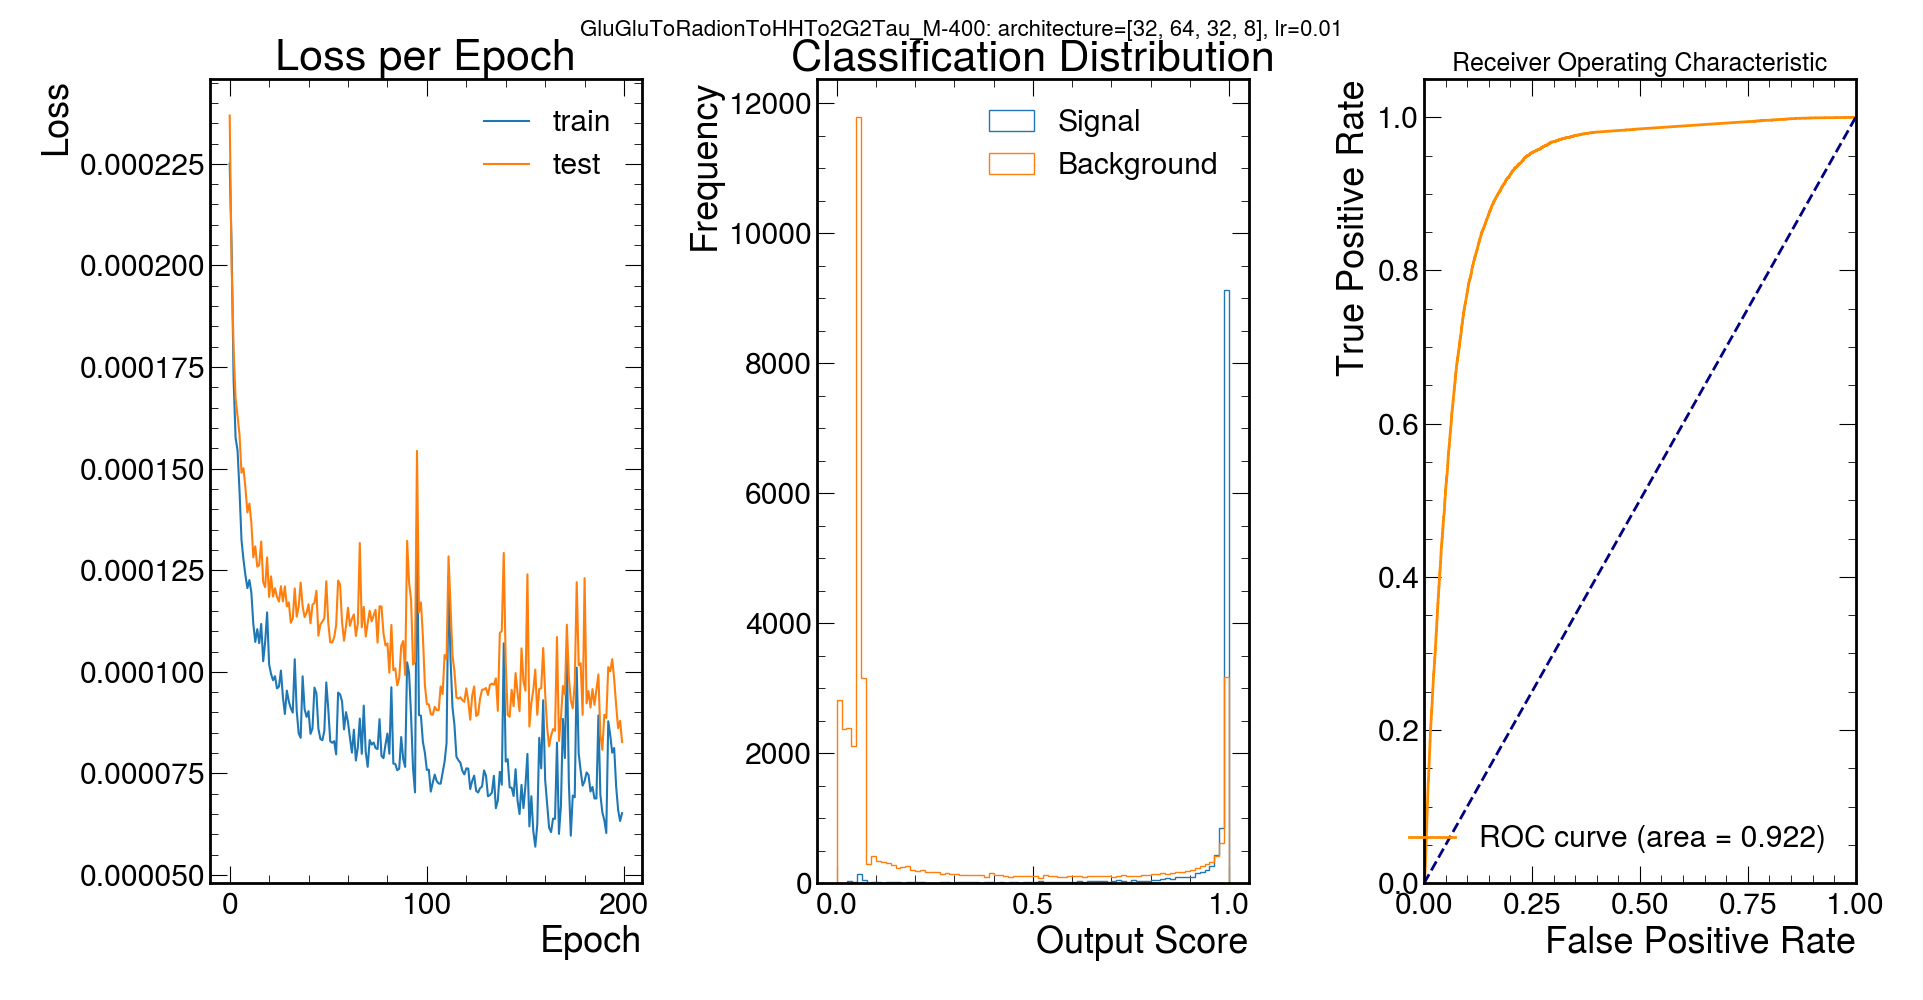 GluGluToRadionToHHTo2G2Tau_M-400: architecture=[32, 64, 32, 8], lr=0.01
Loss per Epoch
Loss
0.000225
0.000200
0.000175
0.000150
0.000125
0.000100
0.000075
0.000050
train
test
0 100 200
Epoch
Classification Distribution
Frequency
12000
10000
8000
6000
4000
2000
0
Signal
Background
0.0 0.5 1.0
Output Score
Receiver Operating Characteristic
True Positive Rate
1.0
0.8
0.6
0.4
0.2
0.0
ROC curve (area = 0.922)
0.00 0.25 0.50 0.75 1.00
False Positive Rate